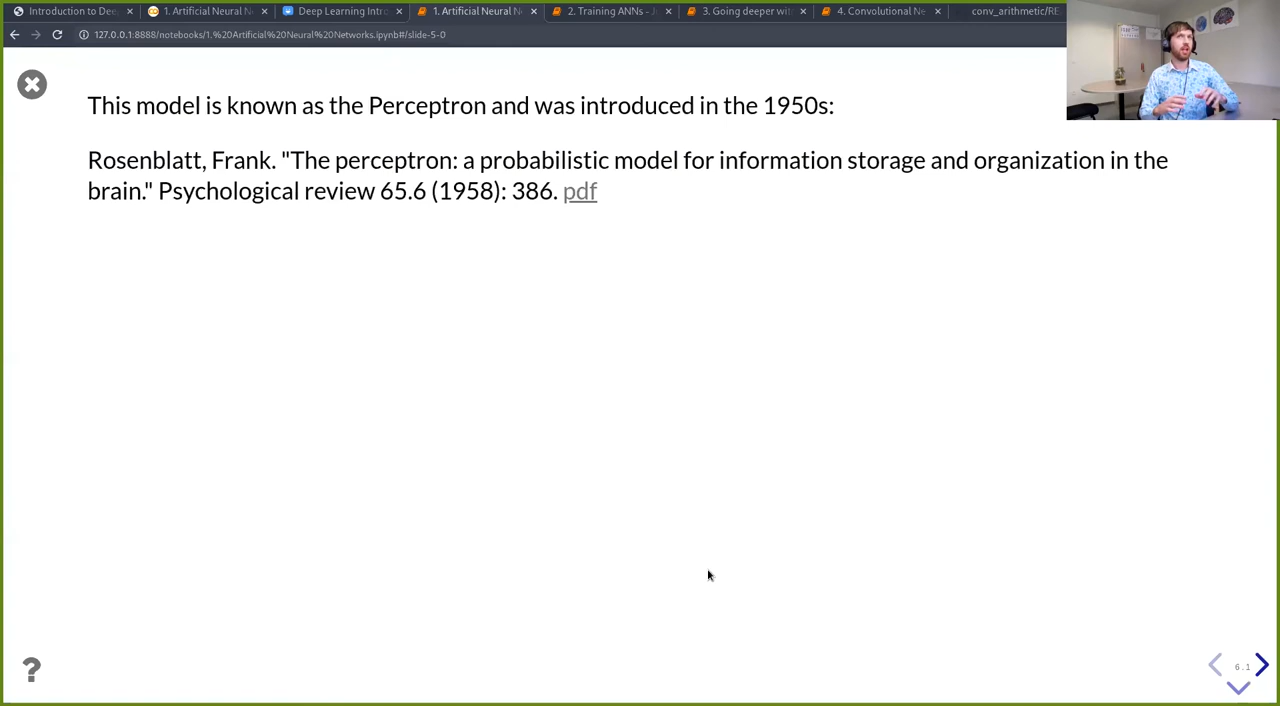 Introduction to Dee
1. Artificial Neural N
Deep Learning Intro
1. Artificial Neural N
2. Training ANNs - J
3. Going deeper wit
4. Convolutional Ne
conv_arithmetic/RE
127.0.0.1:8888/notebooks/1.%20Artificial%20Neural%20Networks.ipynb#/slide-5-0
This model is known as the Perceptron and was introduced in the 1950s:
Rosenblatt, Frank. "The perceptron: a probabilistic model for information storage and organization in the
brain." Psychological review 65.6 (1958): 386. pdf
?
6.1